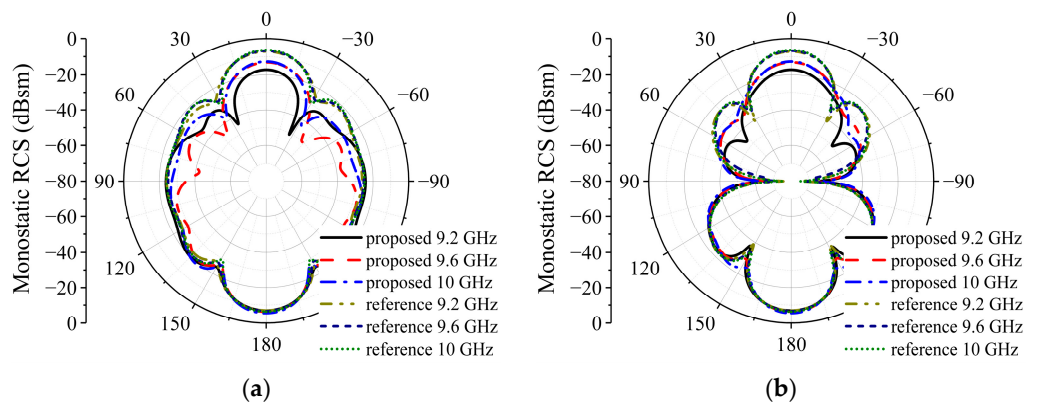 0
30
−30
60
−60
90
−90
120
150
180
0
−20
−40
−60
−80
−60
−40
−20
0
Monostatic RCS (dBsm)
proposed 9.2 GHz
proposed 9.6 GHz
proposed 10 GHz
reference 9.2 GHz
reference 9.6 GHz
reference 10 GHz
(a)
0
30
−30
60
−60
90
−90
120
150
180
0
−20
−40
−60
−80
−60
−40
−20
0
Monostatic RCS (dBsm)
proposed 9.2 GHz
proposed 9.6 GHz
proposed 10 GHz
reference 9.2 GHz
reference 9.6 GHz
reference 10 GHz
(b)